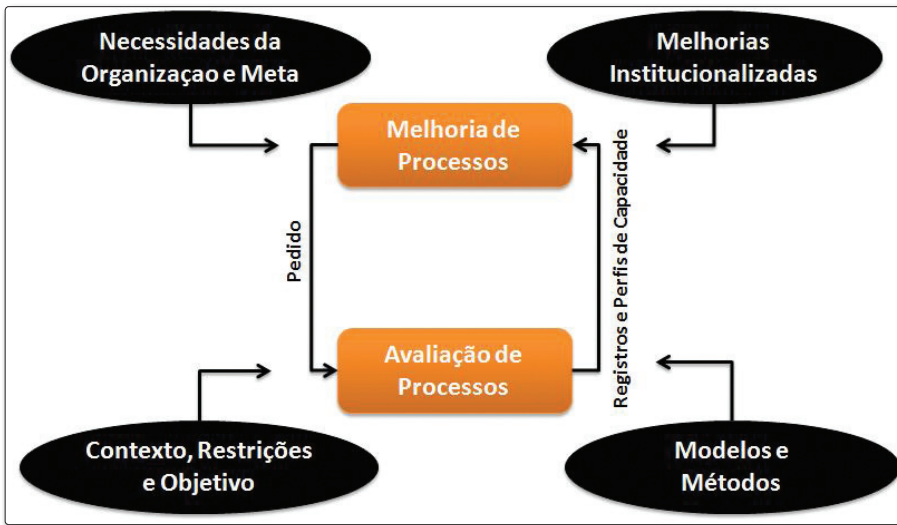 Necessidades da
Organizaçao e Meta
Melhorias
Institucionalizadas
Melhoria de
Processos
Pedido
Registros e Perfis de Capacidade
Avaliação de
Processos
Contexto, Restrições
e Objetivo
Modelos e
Métodos